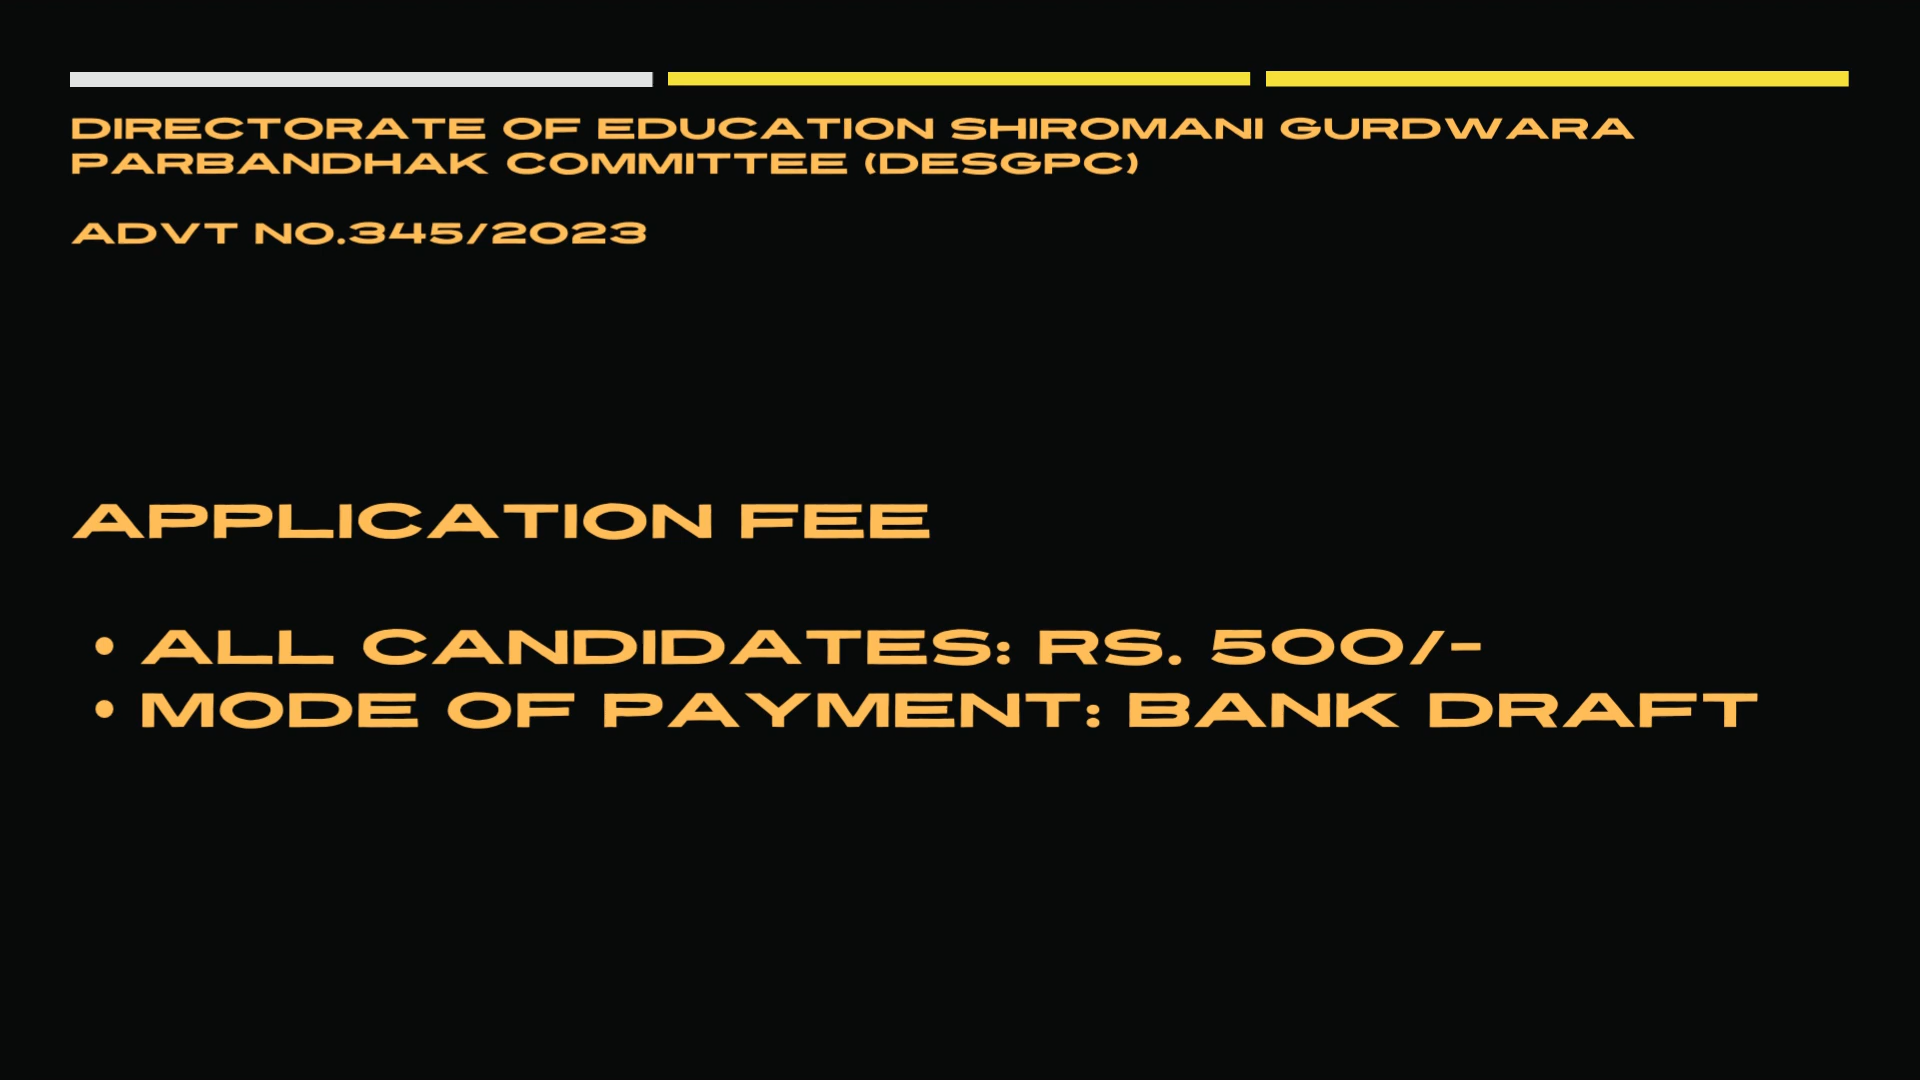 DIRECTORATE OF EDUCATION SHIROMANI GURDWARA
PARBANDHAK COMMITTEE (DESGPC)
ADVT NO.345/2023
APPLICATION FEE
• ALL CANDIDATES: RS. 500/-
• MODE OF PAYMENT: BANK DRAFT